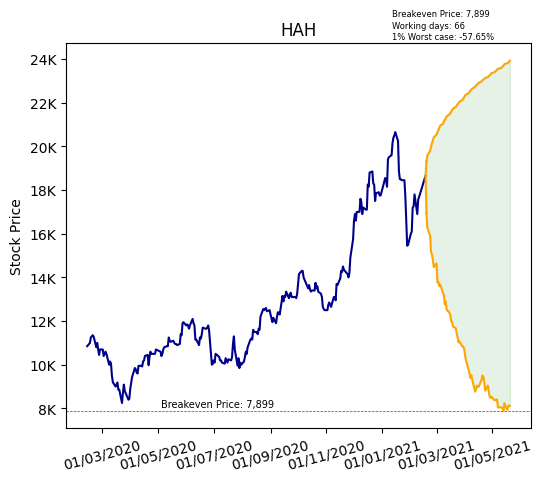 Breakeven Price: 7,899
Working days: 66
1% Worst case: -57.65%
HAH
24K
22K
20K
18K
16K
14K
12K
10K
8K
Stock Price
Breakeven Price: 7,899
01/03/2020
01/05/2020
01/07/2020
01/09/2020
01/11/2020
01/01/2021
01/03/2021
01/05/2021